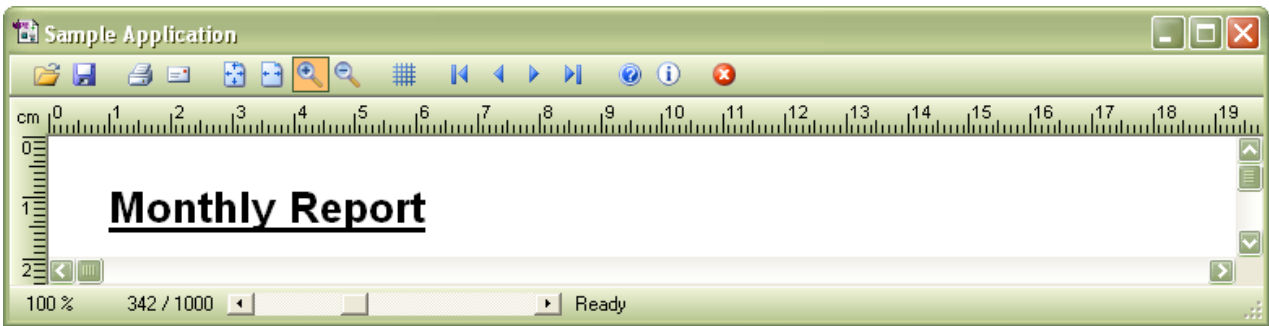 Sample Application
cm 0 1 2 3 4 5 6 7 8 9 10 11 12 13 14 15 16 17 18 19
0
1
Monthly Report
2
100 % 342 / 1000 Ready